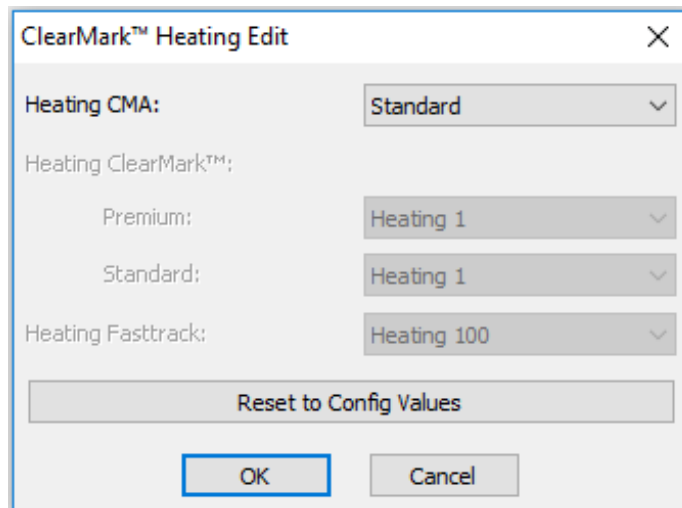 ClearMark™ Heating Edit
Heating CMA: Standard
Heating ClearMark™:
Premium: Heating 1
Standard: Heating 1
Heating Fasttrack: Heating 100
Reset to Config Values
OK Cancel